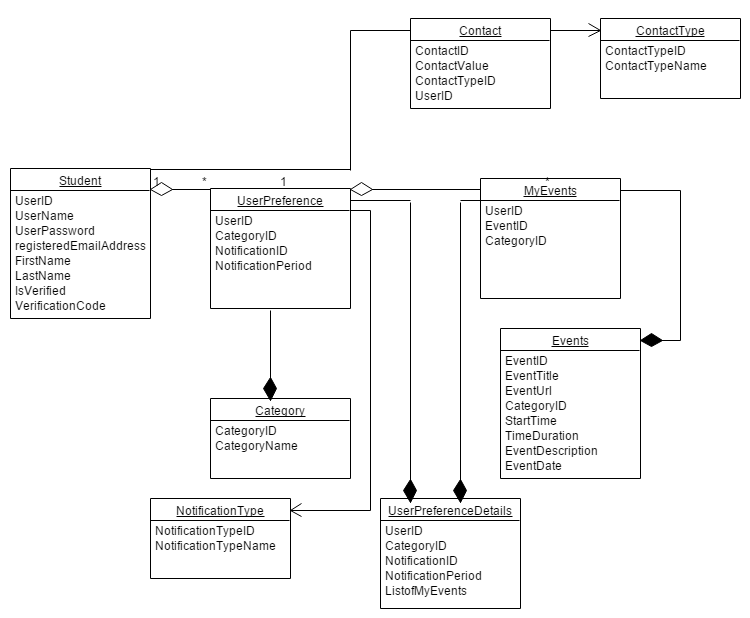 Contact
ContactID
ContactValue
ContactTypeID
UserID
ContactType
ContactTypeID
ContactTypeName
Student
UserID
UserName
UserPassword
registeredEmailAddress
FirstName
LastName
IsVerified
VerificationCode
1
*
1
UserPreference
UserID
CategoryID
NotificationID
NotificationPeriod
*
MyEvents
UserID
EventID
CategoryID
Events
EventID
EventTitle
EventUrl
CategoryID
StartTime
TimeDuration
EventDescription
EventDate
Category
CategoryID
CategoryName
NotificationType
NotificationTypeID
NotificationTypeName
UserPreferenceDetails
UserID
CategoryID
NotificationID
NotificationPeriod
ListofMyEvents